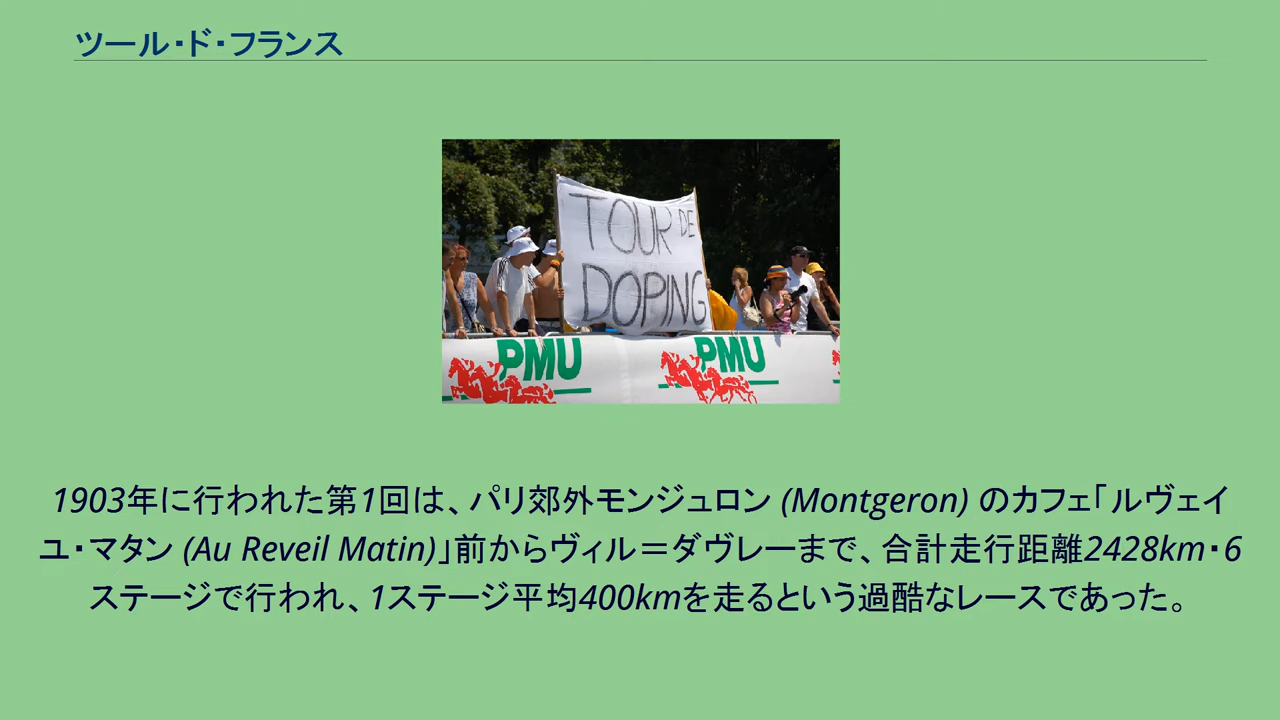 ツール・ド・フランス
TOUR DE
DOPING
PMU PMU
1903年に行われた第1回は、パリ郊外モンジュロン (Montgeron) のカフェ「ルヴェイ
ユ・マタン (Au Reveil Matin)」前からヴィル＝ダヴレーまで、合計走行距離2428km・6
ステージで行われ、1ステージ平均400kmを走るという過酷なレースであった。